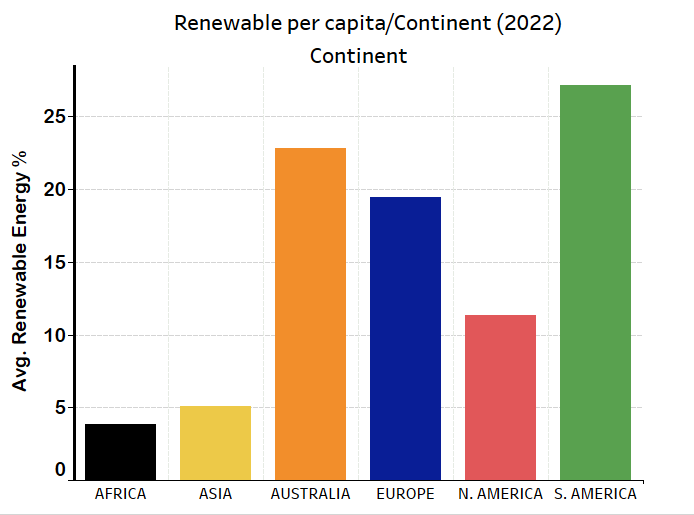 Renewable per capita/Continent (2022)
Continent
Avg. Renewable Energy %
25
20
15
10
5
0
AFRICA ASIA AUSTRALIA EUROPE N. AMERICA S. AMERICA